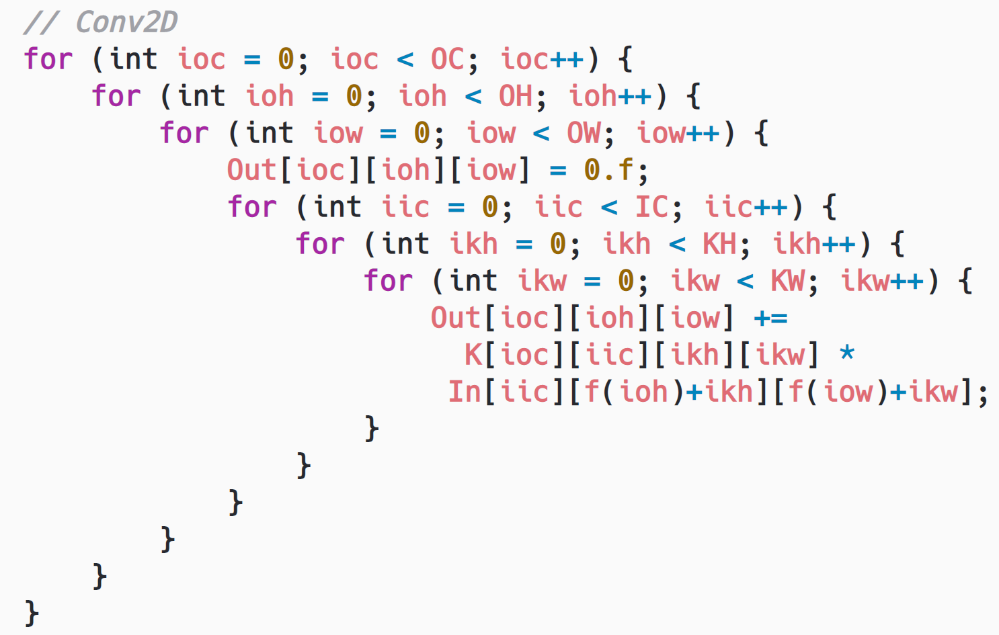 // Conv2D
for (int ioc = 0; ioc < OC; ioc++) {
    for (int ioh = 0; ioh < OH; ioh++) {
        for (int iow = 0; iow < OW; iow++) {
            Out[ioc][ioh][iow] = 0.f;
            for (int iic = 0; iic < IC; iic++) {
                for (int ikh = 0; ikh < KH; ikh++) {
                    for (int ikw = 0; ikw < KW; ikw++) {
                        Out[ioc][ioh][iow] +=
                          K[ioc][iic][ikh][ikw] *
                         In[iic][f(ioh)+ikh][f(iow)+ikw];
                    }
                }
            }
        }
    }
}